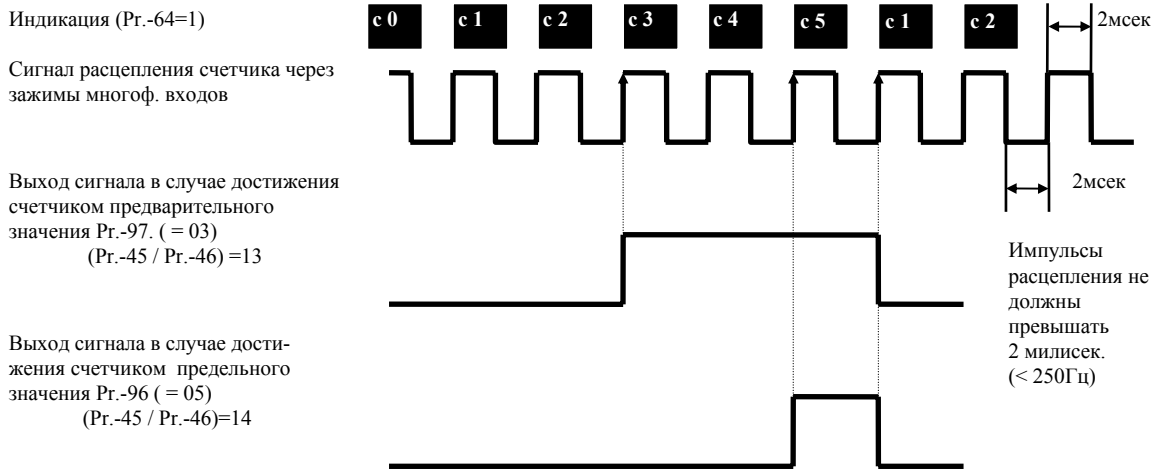 Индикация (Pr.-64=1)
c 0 c 1 c 2 c 3 c 4 c 5 c 1 c 2
2мсек
Сигнал расцепления счетчика через
зажимы многоф. входов
Выход сигнала в случае достижения
счетчиком предварительного
значения Pr.-97. ( = 03)
(Pr.-45 / Pr.-46) =13
2мсек
Импульсы
расцепления не
должны
превышать
2 милисек.
(< 250Гц)
Выход сигнала в случае дости-
жения счетчиком предельного
значения Pr.-96 ( = 05)
(Pr.-45 / Pr.-46)=14